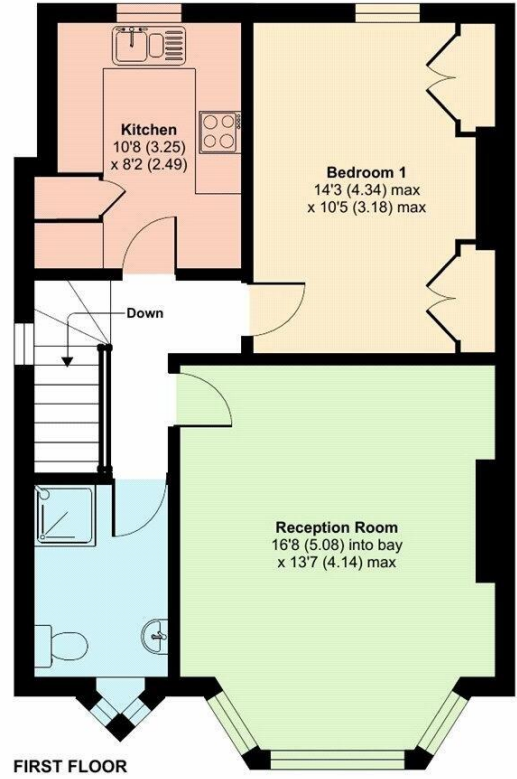 Kitchen
10'8 (3.25)
x 8'2 (2.49)
Bedroom 1
14'3 (4.34) max
x 10'5 (3.18) max
Down
Reception Room
16'8 (5.08) into bay
x 13'7 (4.14) max
FIRST FLOOR